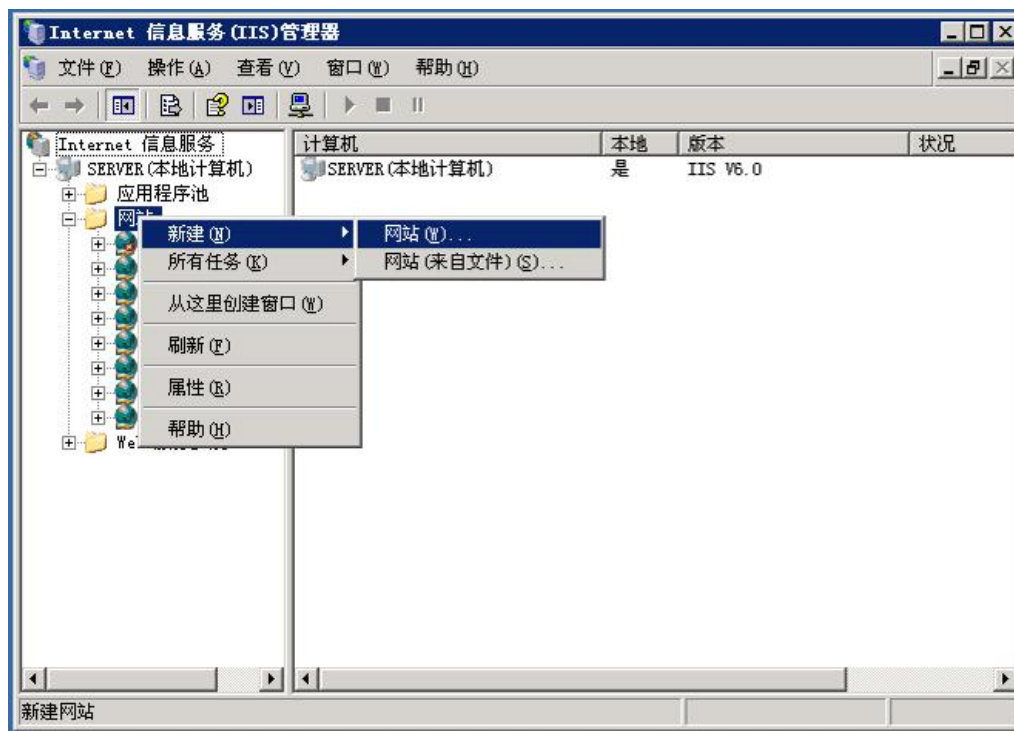 Internet 信息服务(IIS)管理器
文件(F) 操作(A) 查看(V) 窗口(W) 帮助(H)
Internet 信息服务
计算机 本地 版本 状况
SERVER(本地计算机)
SERVER(本地计算机) 是 IIS V6.0
应用程序池
网站
新建(N) 网站(W)...
所有任务(K) 网站(来自文件)(S)...
从这里创建窗口(W)
刷新(F)
属性(R)
帮助(H)
We
新建网站